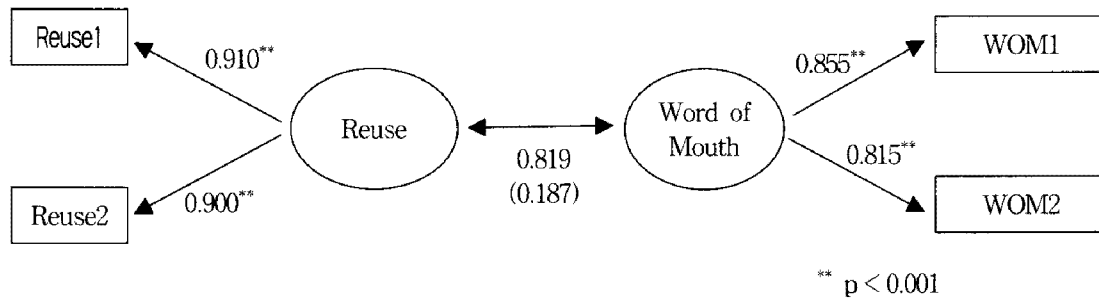 Reuse1
0.910**
Reuse
0.900**
Reuse2
0.819
(0.187)
Word of
Mouth
0.855**
WOM1
0.815**
WOM2
** p < 0.001